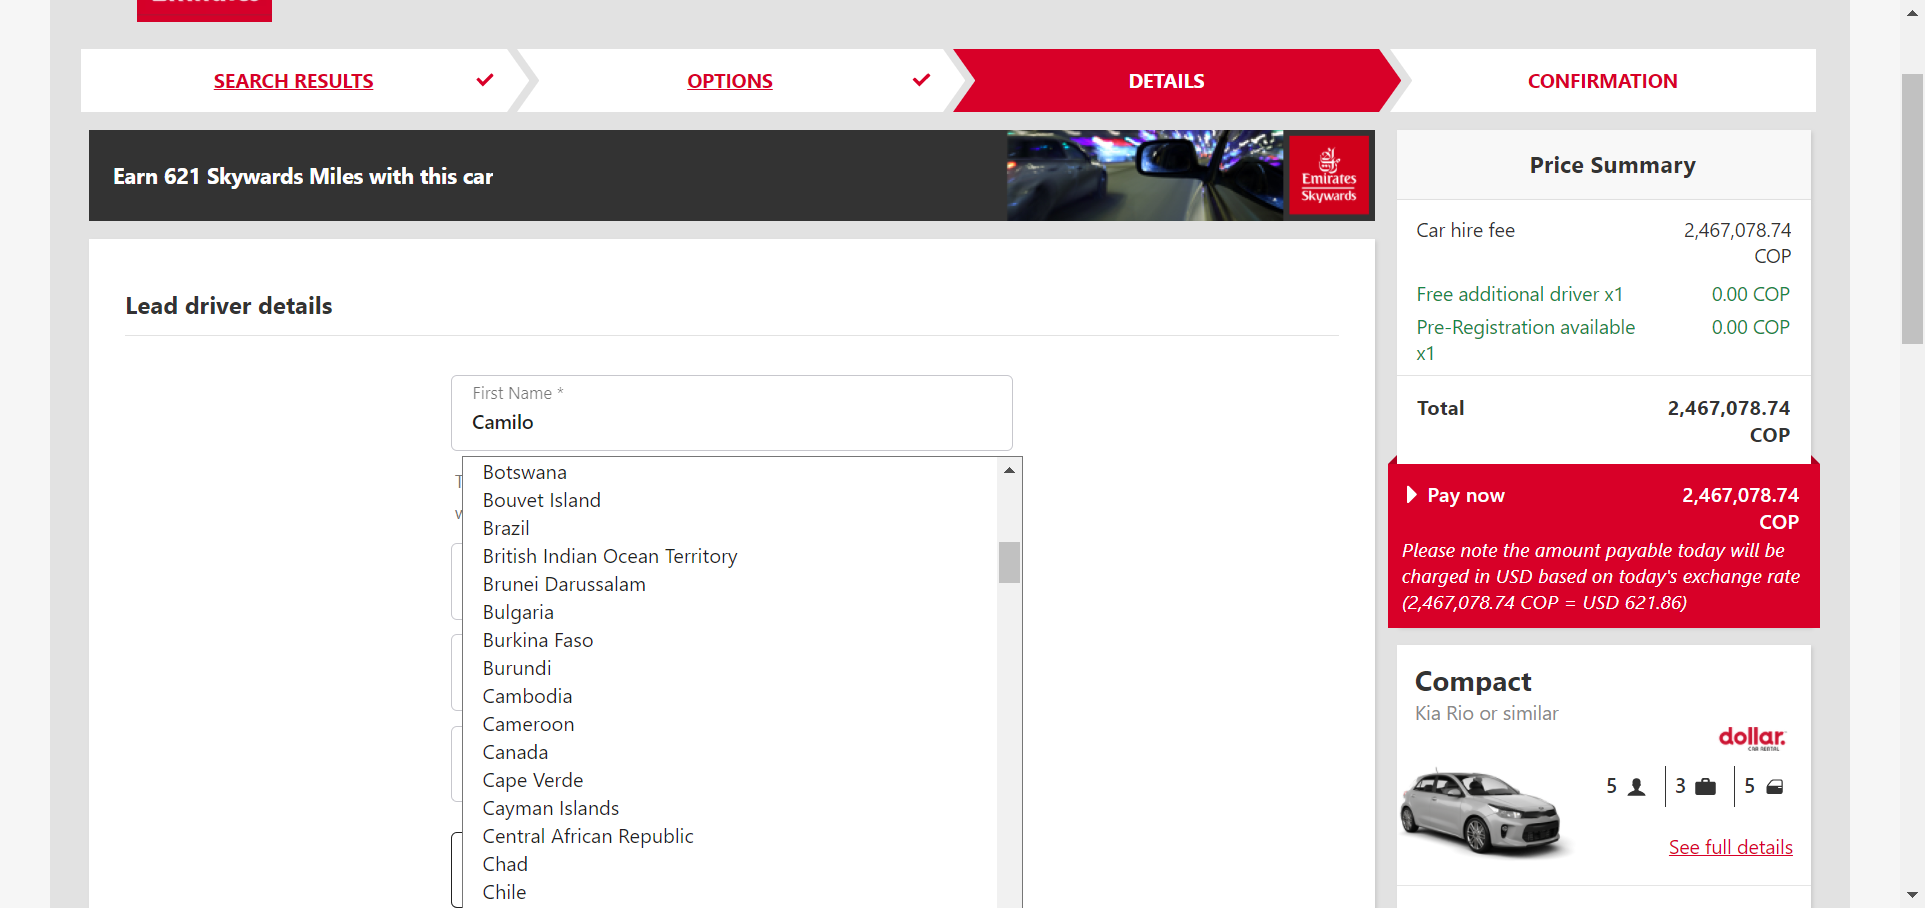 SEARCH RESULTS
OPTIONS
DETAILS
CONFIRMATION
Earn 621 Skywards Miles with this car
Emirates
Skywards
Lead driver details
First Name *
Camilo
Botswana
Bouvet Island
Brazil
British Indian Ocean Territory
Brunei Darussalam
Bulgaria
Burkina Faso
Burundi
Cambodia
Cameroon
Canada
Cape Verde
Cayman Islands
Central African Republic
Chad
Chile
Price Summary
Car hire fee 2,467,078.74
COP
Free additional driver x1 0.00 COP
Pre-Registration available 0.00 COP
x1
Total 2,467,078.74
COP
Pay now 2,467,078.74
COP
Please note the amount payable today will be
charged in USD based on today's exchange rate
(2,467,078.74 COP = USD 621.86)
Compact
Kia Rio or similar
dollar.
CAR RENTAL
5 3 5
See full details